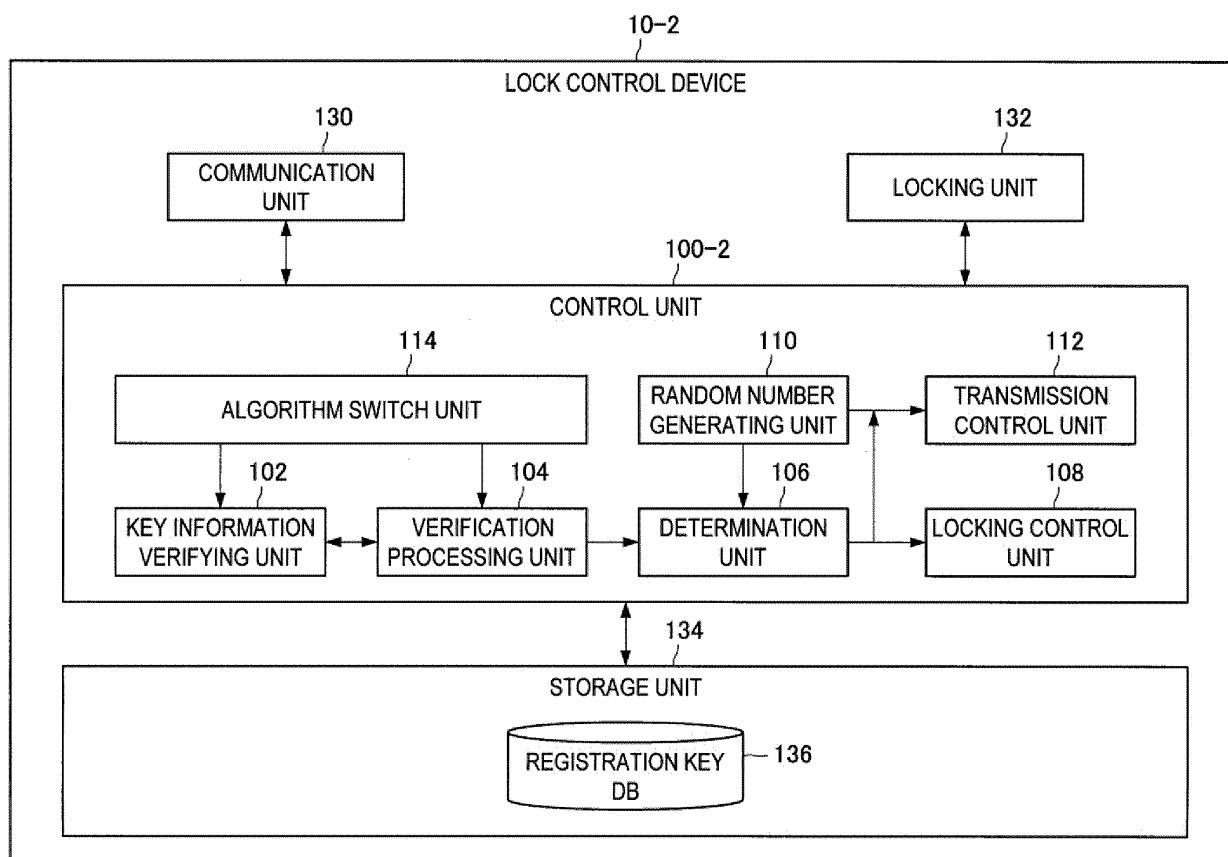 10-2
LOCK CONTROL DEVICE
130
132
COMMUNICATION
UNIT
LOCKING UNIT
100-2
CONTROL UNIT
114
110
112
ALGORITHM SWITCH UNIT
RANDOM NUMBER
GENERATING UNIT
TRANSMISSION
CONTROL UNIT
102
104
106
108
KEY INFORMATION
VERIFYING UNIT
VERIFICATION
PROCESSING UNIT
DETERMINATION
UNIT
LOCKING CONTROL
UNIT
134
STORAGE UNIT
REGISTRATION KEY
DB
136